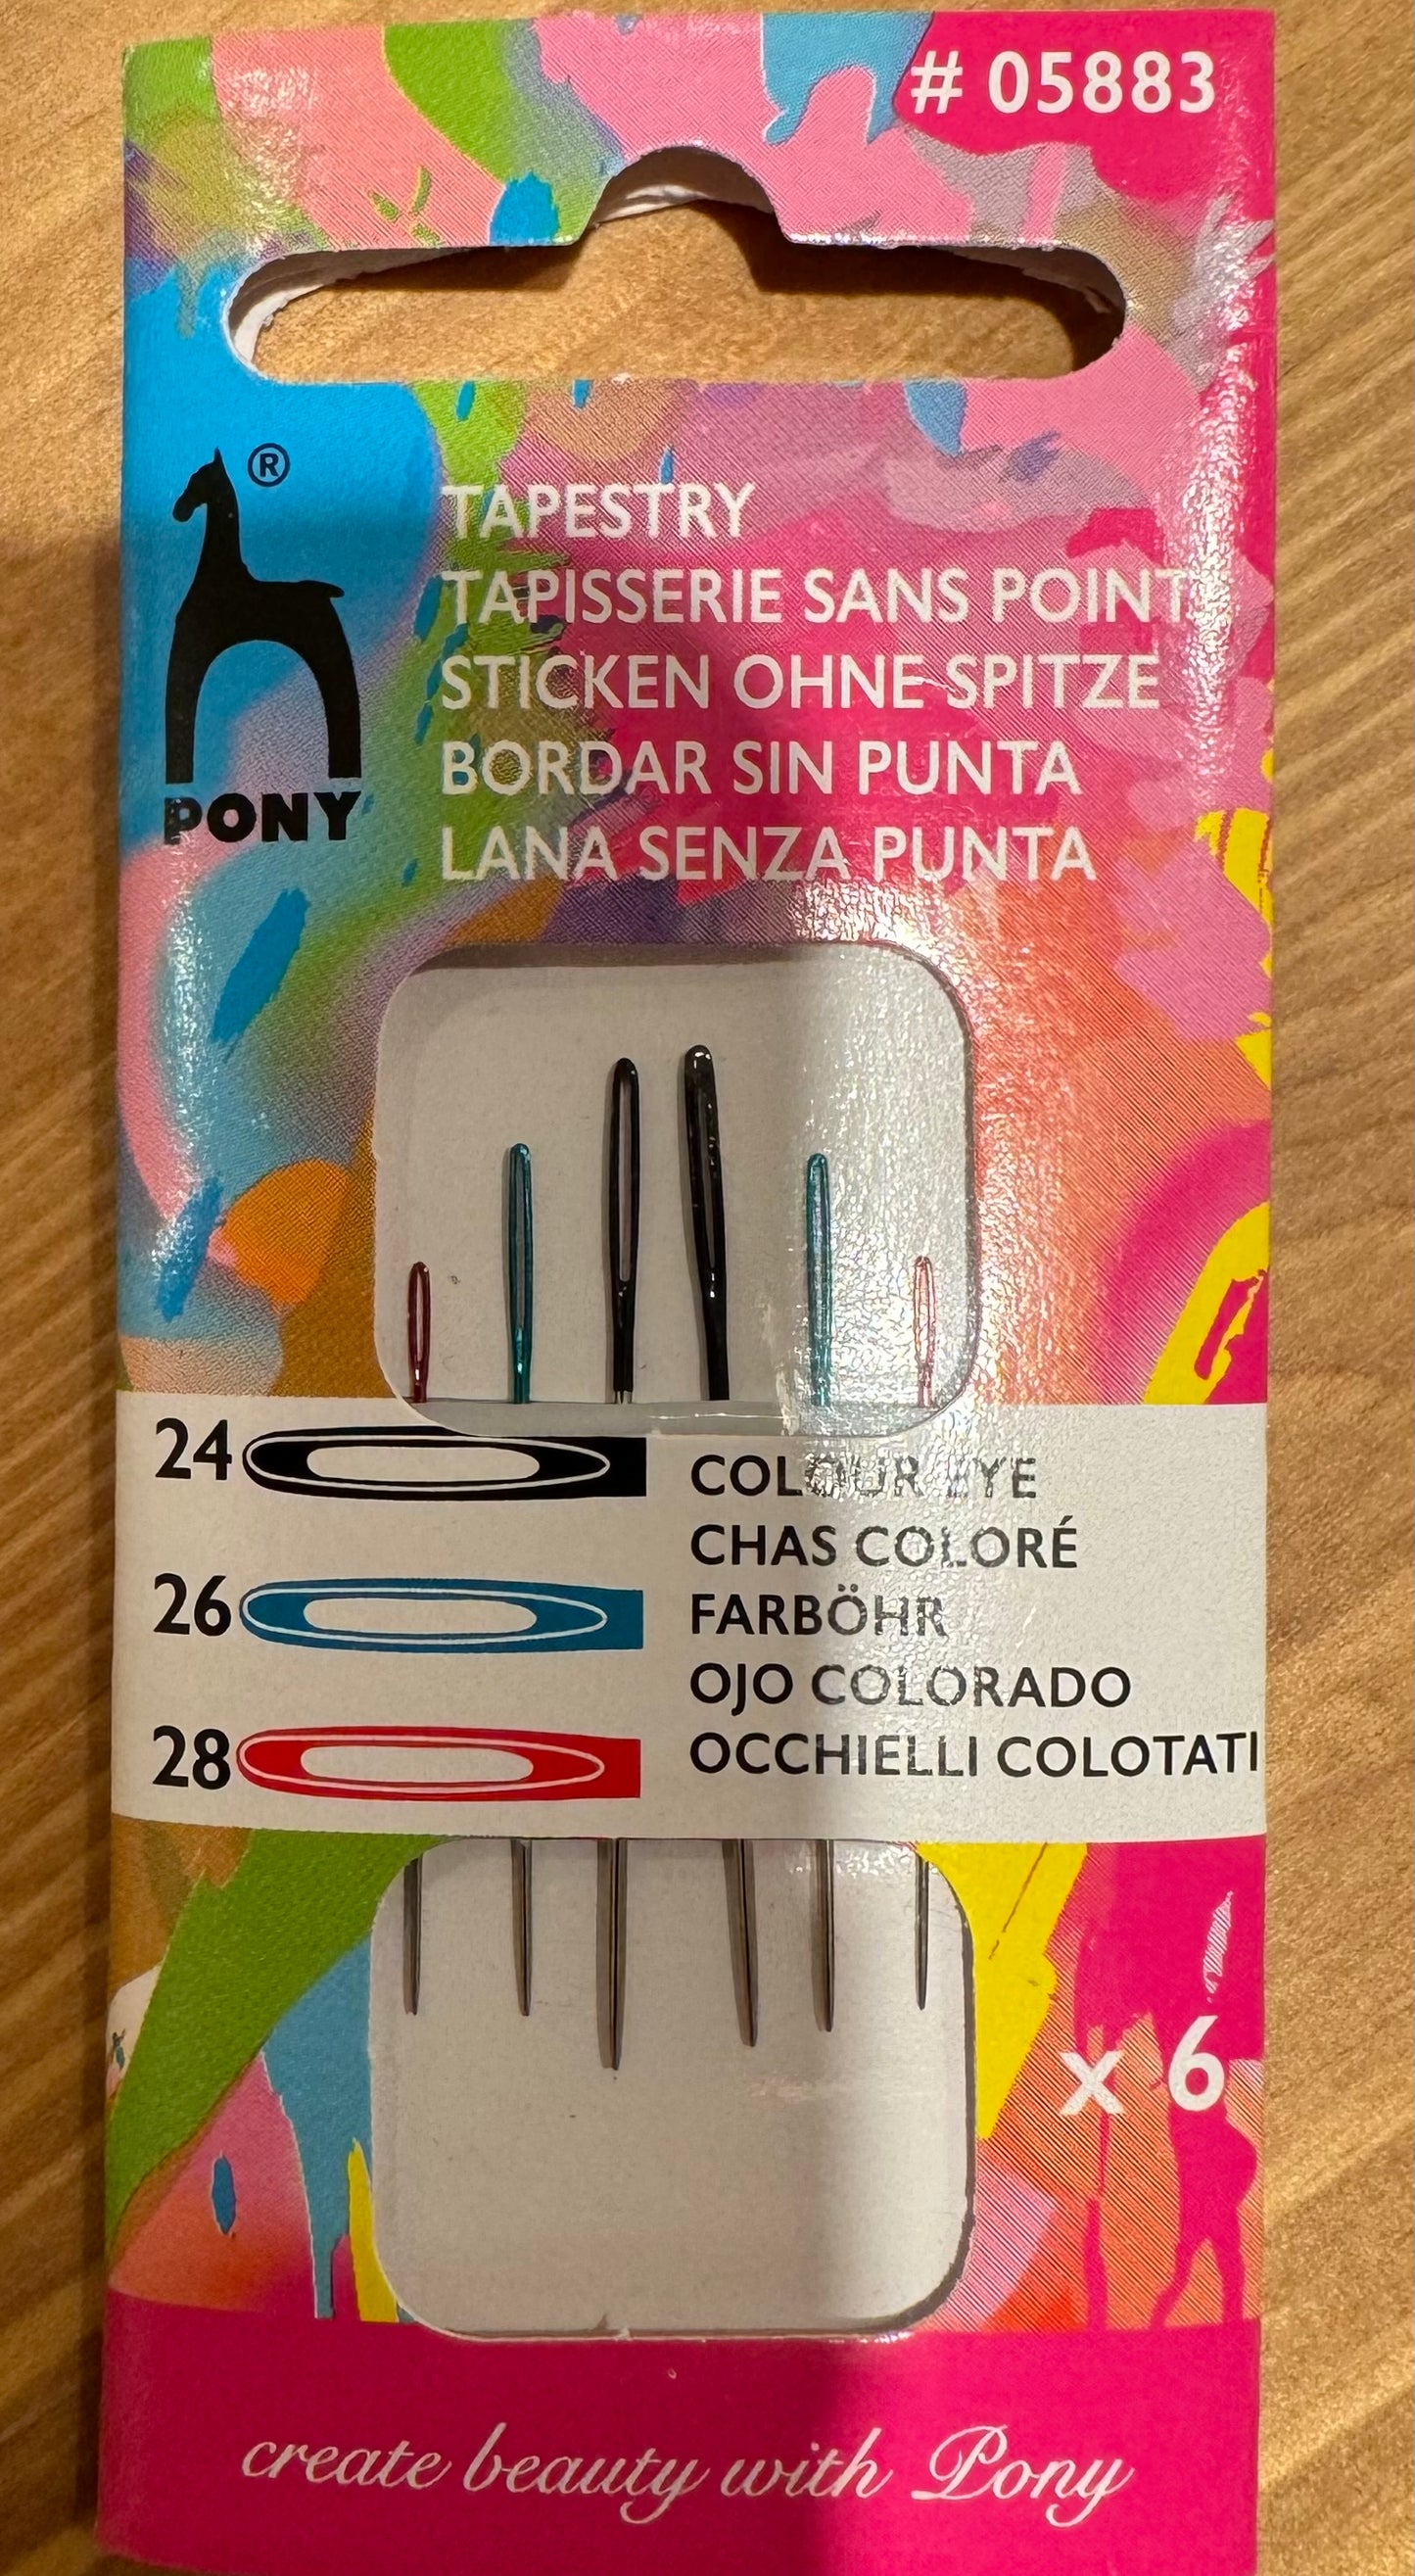 # 05883
®
PONY
TAPESTRY
TAPISSERIE SANS POINTE
STICKEN OHNE SPITZE
BORDAR SIN PUNTA
LANA SENZA PUNTA
24
26
28
COLOUR EYE
CHAS COLORÉ
FARBÖHR
OJO COLORADO
OCCHIELLI COLOTATI
x 6
create beauty with Pony